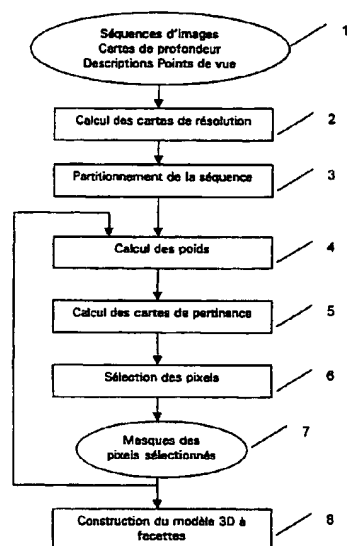 Séquences d'images
Cartes de profondeur
Descriptions Points de vue
1
Calcul des cartes de résolution
2
Partitionnement de la séquence
3
Calcul des poids
4
Calcul des cartes de pertinence
5
Sélection des pixels
6
Masques des
pixels sélectionnés
7
Construction du modèle 3D à
facettes
8